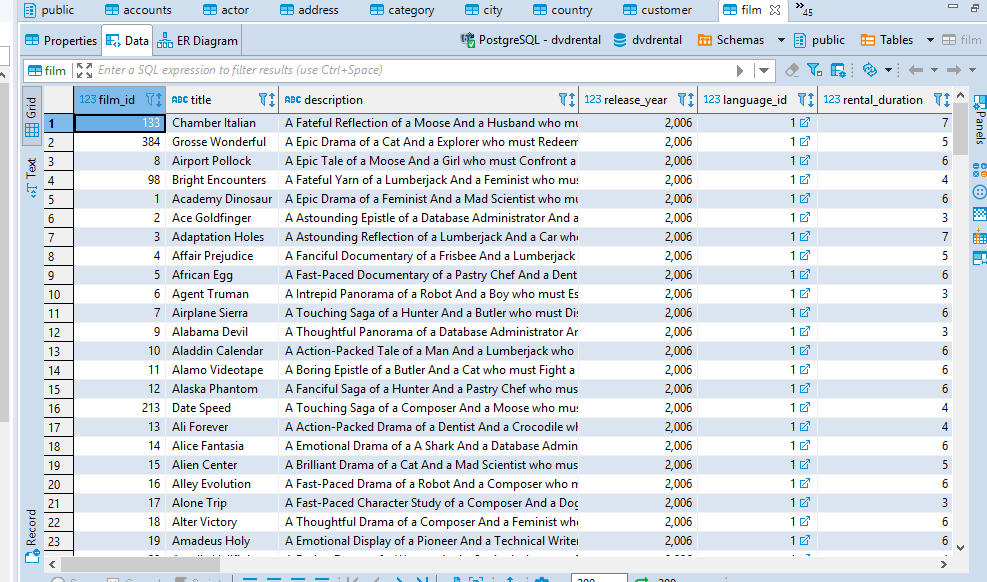 public accounts actor address category city country customer film 45
Properties Data ER Diagram PostgreSQL - dvdrental dvdrental Schemas public Tables film
film Enter a SQL expression to filter results (use Ctrl+Space)
Grid
Text
Record
Panels
123 film_id ABC title ABC description 123 release_year 123 language_id 123 rental_duration
1 133 Chamber Italian A Fateful Reflection of a Moose And a Husband who mu 2,006 1 7
2 384 Grosse Wonderful A Epic Drama of a Cat And a Explorer who must Redeem 2,006 1 5
3 8 Airport Pollock A Epic Tale of a Moose And a Girl who must Confront a 2,006 1 6
4 98 Bright Encounters A Fateful Yarn of a Lumberjack And a Feminist who mus 2,006 1 4
5 1 Academy Dinosaur A Epic Drama of a Feminist And a Mad Scientist who mu 2,006 1 6
6 2 Ace Goldfinger A Astounding Epistle of a Database Administrator And a 2,006 1 3
7 3 Adaptation Holes A Astounding Reflection of a Lumberjack And a Car who 2,006 1 7
8 4 Affair Prejudice A Fanciful Documentary of a Frisbee And a Lumberjack 2,006 1 5
9 5 African Egg A Fast-Paced Documentary of a Pastry Chef And a Dent 2,006 1 6
10 6 Agent Truman A Intrepid Panorama of a Robot And a Boy who must Es 2,006 1 3
11 7 Airplane Sierra A Touching Saga of a Hunter And a Butler who must Dis 2,006 1 6
12 9 Alabama Devil A Thoughtful Panorama of a Database Administrator Ar 2,006 1 3
13 10 Aladdin Calendar A Action-Packed Tale of a Man And a Lumberjack who 2,006 1 6
14 11 Alamo Videotape A Boring Epistle of a Butler And a Cat who must Fight a 2,006 1 6
15 12 Alaska Phantom A Fanciful Saga of a Hunter And a Pastry Chef who mus 2,006 1 6
16 213 Date Speed A Touching Saga of a Composer And a Moose who mus 2,006 1 4
17 13 Ali Forever A Action-Packed Drama of a Dentist And a Crocodile wh 2,006 1 4
18 14 Alice Fantasia A Emotional Drama of a A Shark And a Database Admin 2,006 1 6
19 15 Alien Center A Brilliant Drama of a Cat And a Mad Scientist who mus 2,006 1 5
20 16 Alley Evolution A Fast-Paced Drama of a Robot And a Composer who m 2,006 1 6
21 17 Alone Trip A Fast-Paced Character Study of a Composer And a Dog 2,006 1 3
22 18 Alter Victory A Thoughtful Drama of a Composer And a Feminist wh 2,006 1 6
23 19 Amadeus Holy A Emotional Display of a Pioneer And a Technical Writer 2,006 1 6